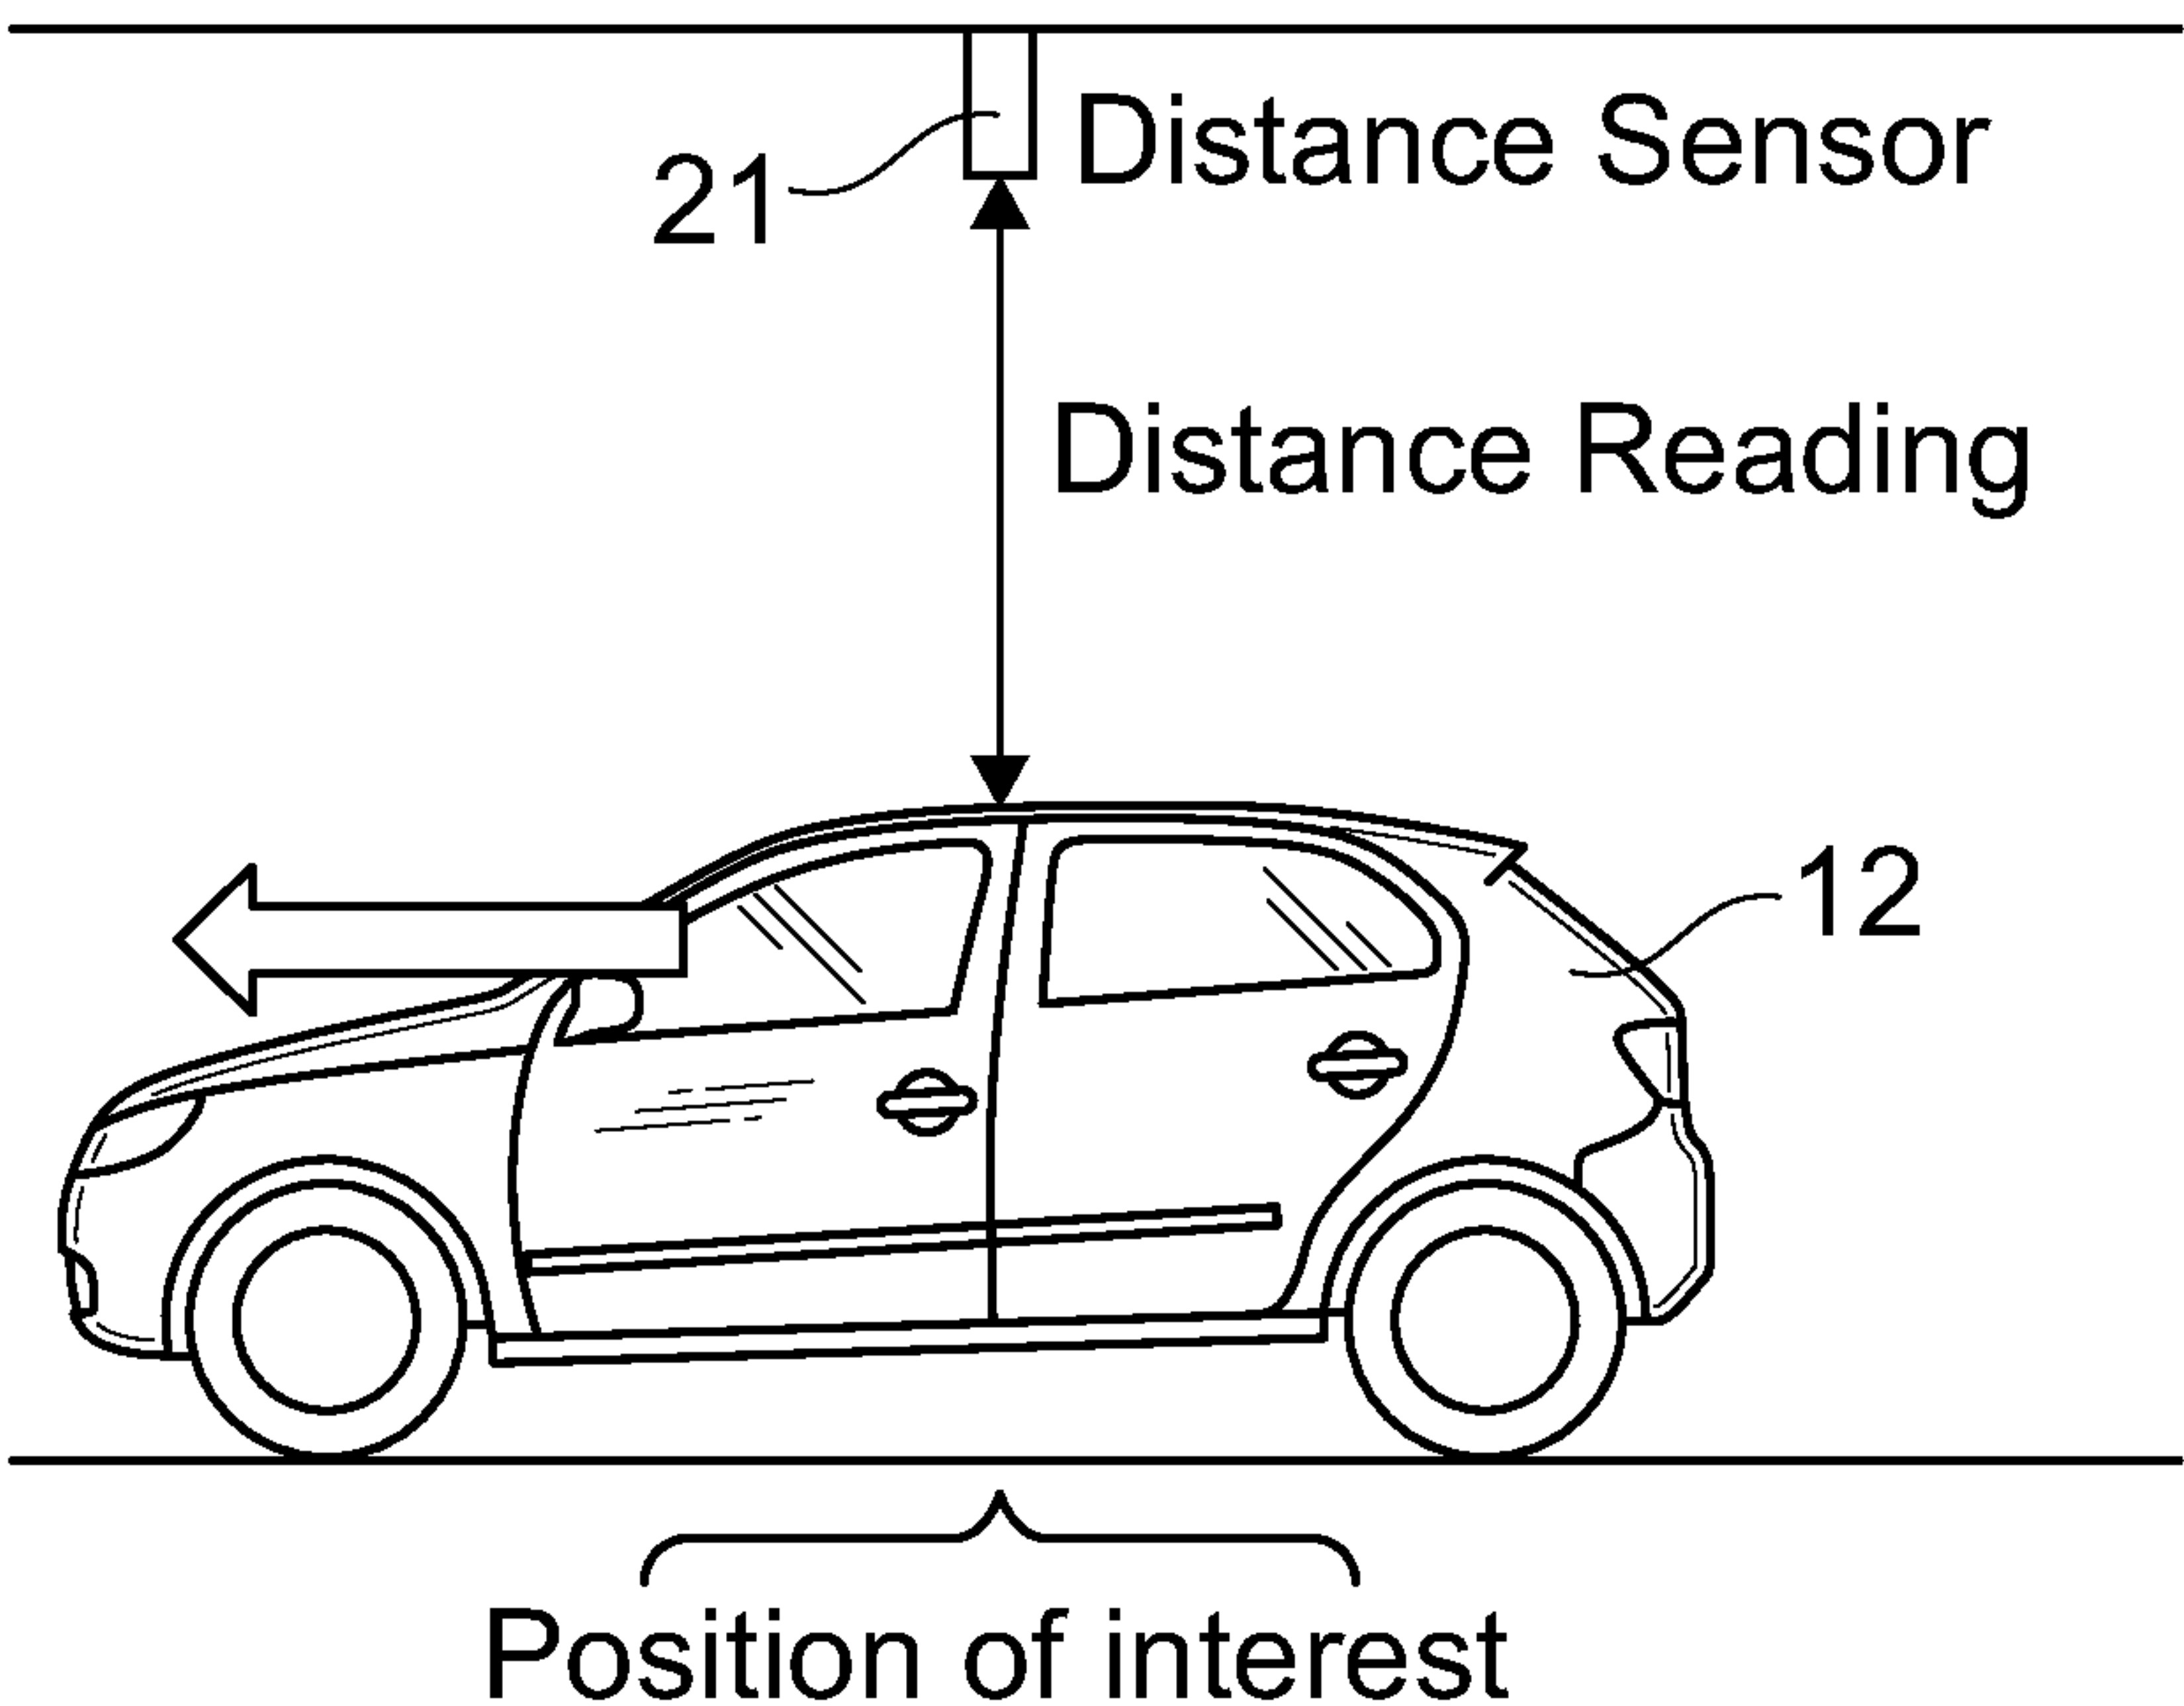 Distance Sensor
21
Distance Reading
12
Position of interest